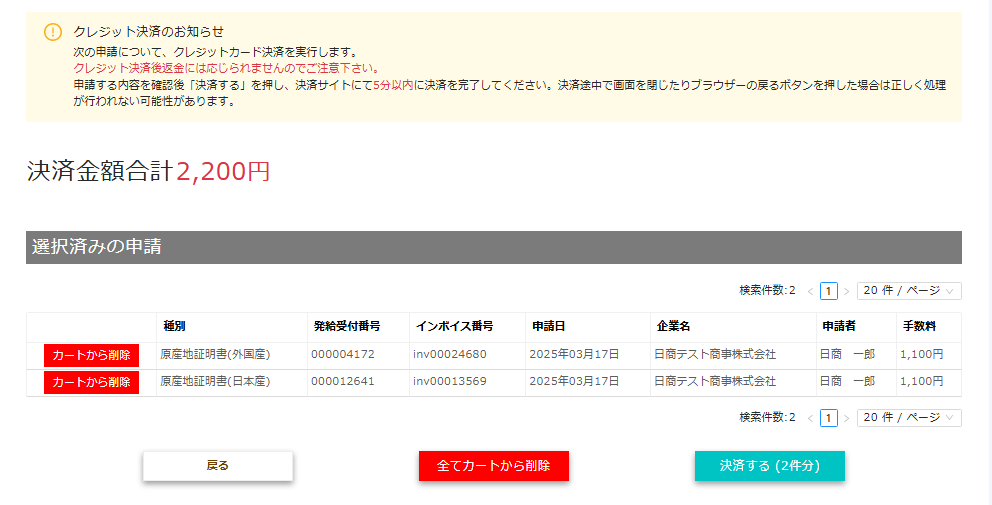 クレジット決済のお知らせ
次の申請について、クレジットカード決済を実行します。
クレジット決済後返金には応じられませんのでご注意下さい。
申請する内容を確認後「決済する」を押し、決済サイトにて5分以内に決済を完了してください。決済途中で画面を閉じたりブラウザーの戻るボタンを押した場合は正しく処理
が行われない可能性があります。
決済金額合計2,200円
選択済みの申請
検索件数:2 < 1 > 20 件 / ページ
種別 発給受付番号 インボイス番号 申請日 企業名 申請者 手数料
カートから削除 原産地証明書(外国産) 000004172 inv00024680 2025年03月17日 日商テスト商事株式会社 日商　一郎 1,100円
カートから削除 原産地証明書(日本産) 000012641 inv00013569 2025年03月17日 日商テスト商事株式会社 日商　一郎 1,100円
検索件数:2 < 1 > 20 件 / ページ
戻る 全てカートから削除 決済する (2件分)